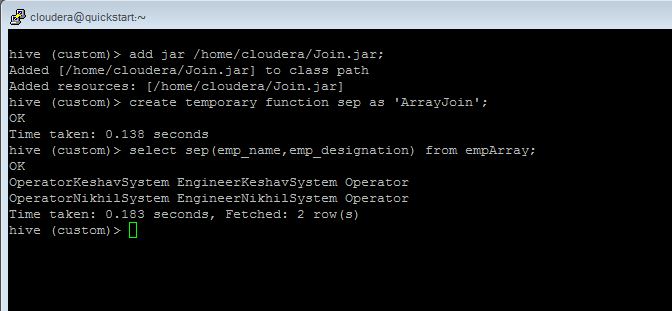 cloudera@quickstart:~
hive (custom)> add jar /home/cloudera/Join.jar;
Added [/home/cloudera/Join.jar] to class path
Added resources: [/home/cloudera/Join.jar]
hive (custom)> create temporary function sep as 'ArrayJoin';
OK
Time taken: 0.138 seconds
hive (custom)> select sep(emp_name,emp_designation) from empArray;
OK
OperatorKeshavSystem EngineerKeshavSystem Operator
OperatorNikhilSystem EngineerNikhilSystem Operator
Time taken: 0.183 seconds, Fetched: 2 row(s)
hive (custom)>